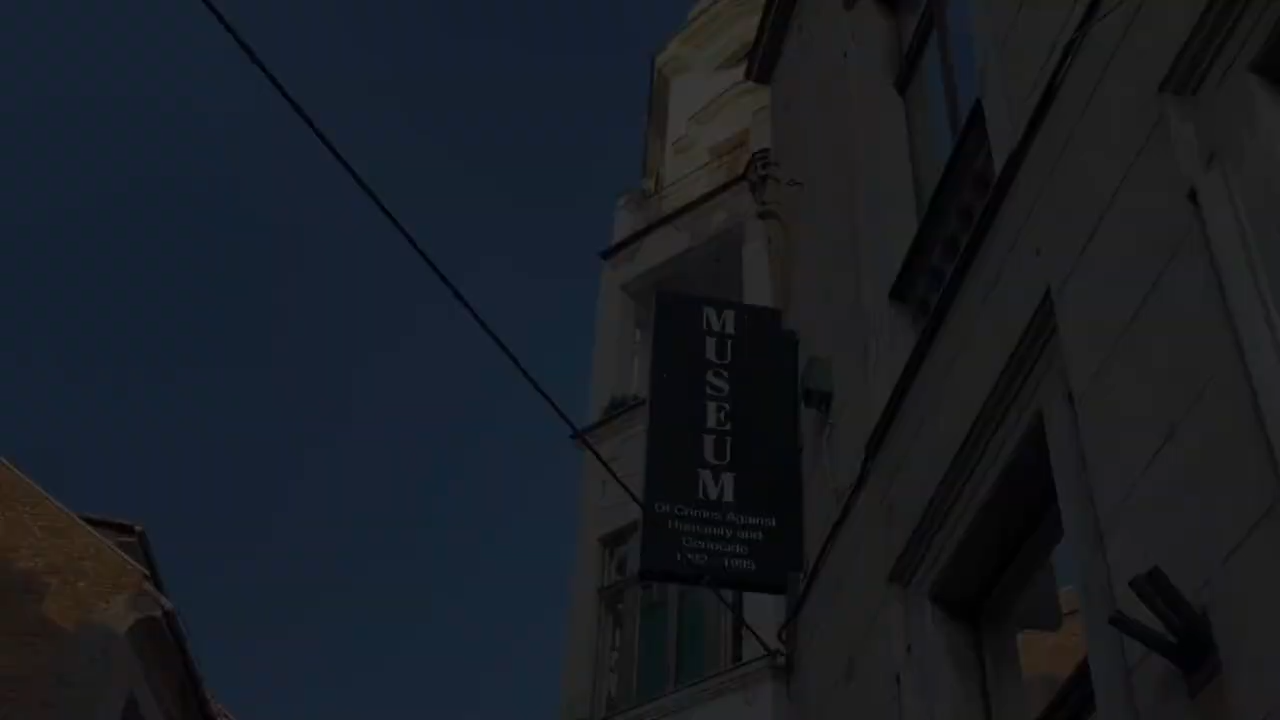 MUSEUM
Of Crimes Against
Humanity and
Genocide
1992 - 1995